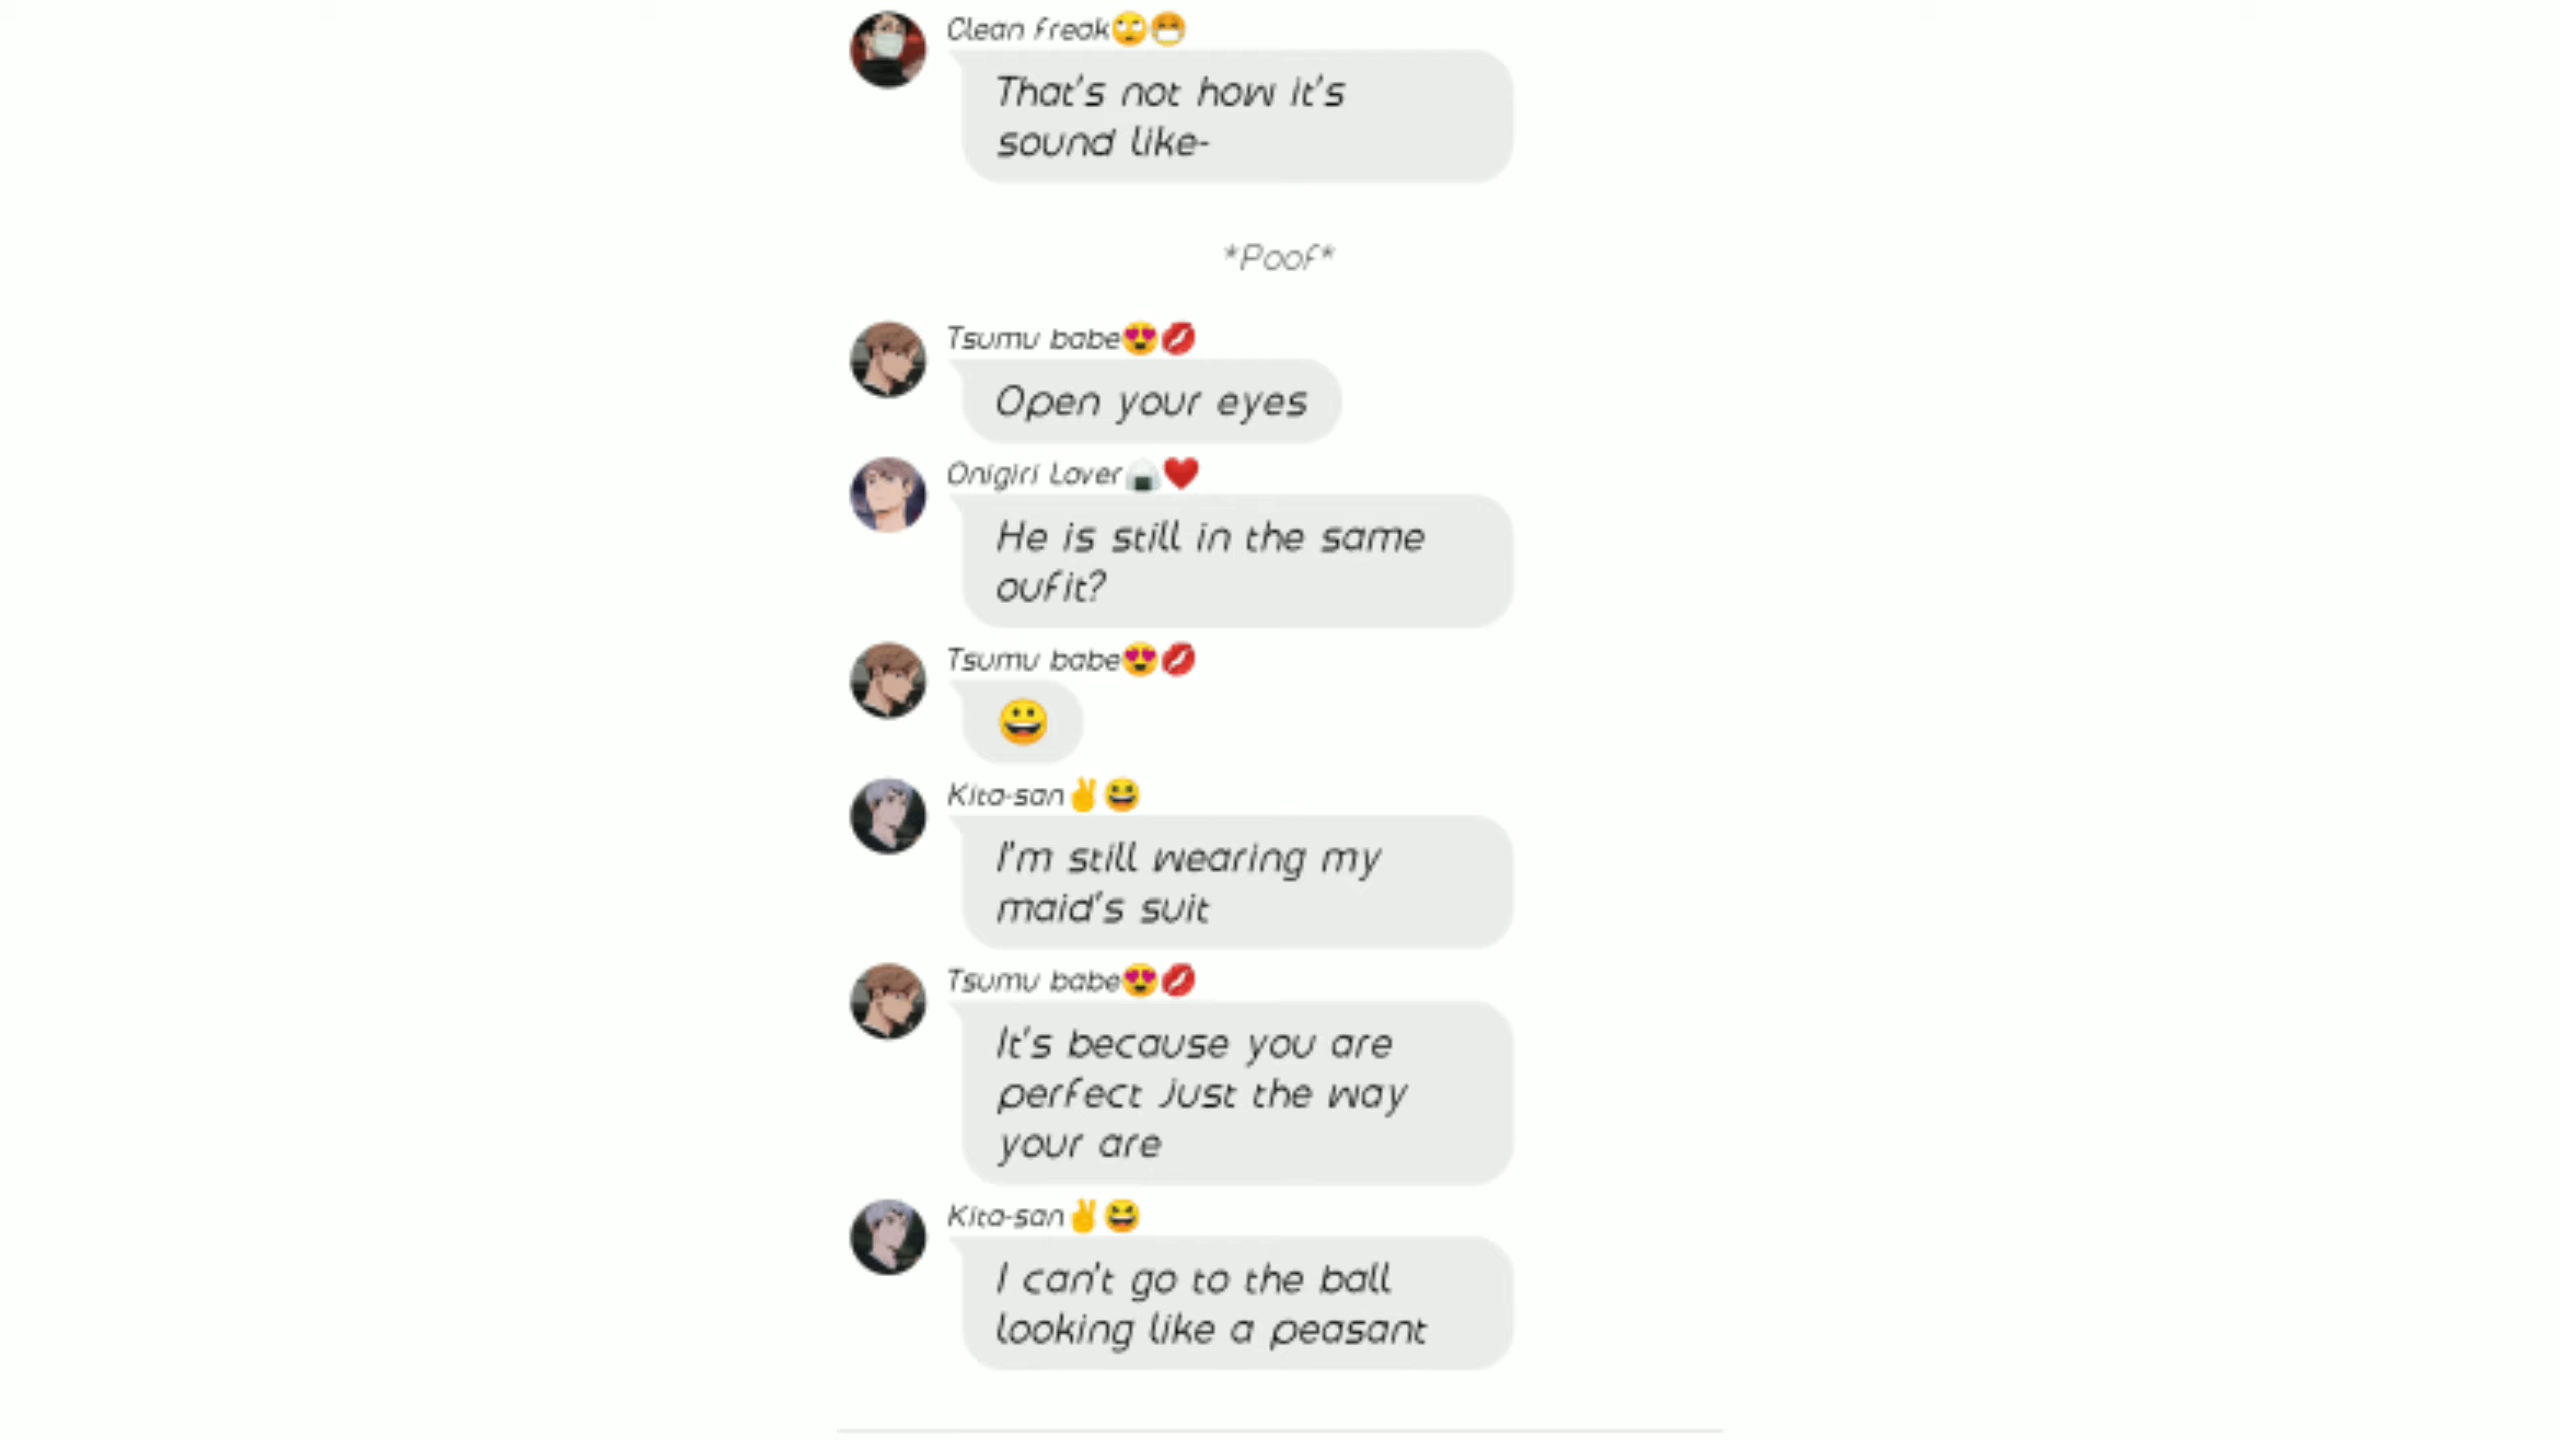 Clean freak🙄😷
That's not how it's
sound like-
*Poof*
Tsumu babe😍💋
Open your eyes
Onigiri Lover🍙❤️
He is still in the same
oufit?
Tsumu babe😍💋
😀
Kita-san✌️😆
I'm still wearing my
maid's suit
Tsumu babe😍💋
It's because you are
perfect just the way
your are
Kita-san✌️😆
I can't go to the ball
looking like a peasant